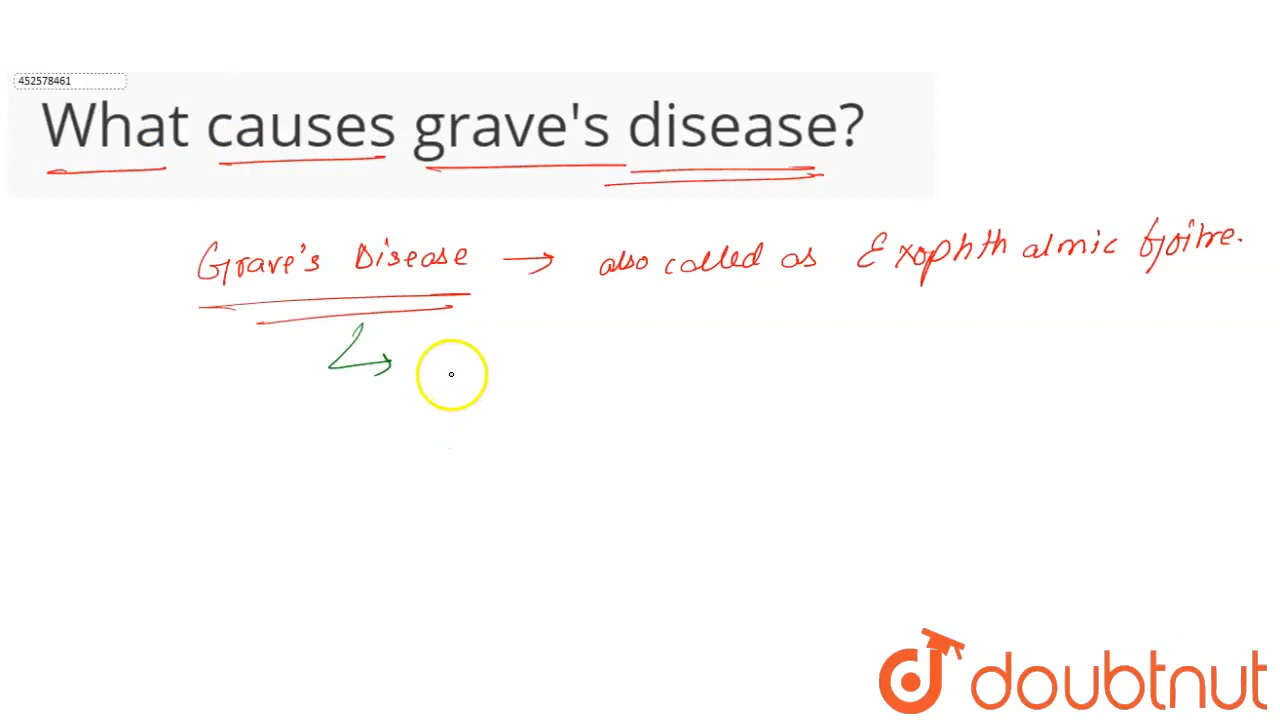 452578461
What causes grave's disease?
Grave's Disease → also called as Exophthalmic Goitre.
doubtnut